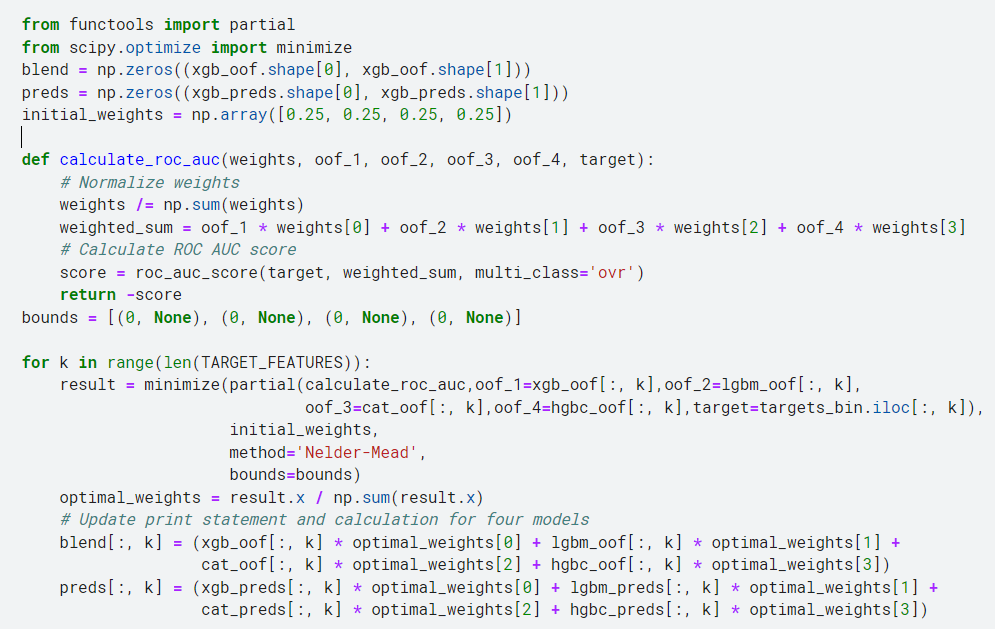 from functools import partial
from scipy.optimize import minimize
blend = np.zeros((xgb_oof.shape[0], xgb_oof.shape[1]))
preds = np.zeros((xgb_preds.shape[0], xgb_preds.shape[1]))
initial_weights = np.array([0.25, 0.25, 0.25, 0.25])

def calculate_roc_auc(weights, oof_1, oof_2, oof_3, oof_4, target):
    # Normalize weights
    weights /= np.sum(weights)
    weighted_sum = oof_1 * weights[0] + oof_2 * weights[1] + oof_3 * weights[2] + oof_4 * weights[3]
    # Calculate ROC AUC score
    score = roc_auc_score(target, weighted_sum, multi_class='ovr')
    return -score
bounds = [(0, None), (0, None), (0, None), (0, None)]

for k in range(len(TARGET_FEATURES)):
    result = minimize(partial(calculate_roc_auc,oof_1=xgb_oof[:, k],oof_2=lgbm_oof[:, k],
                              oof_3=cat_oof[:, k],oof_4=hgbc_oof[:, k],target=targets_bin.iloc[:, k]),
                      initial_weights,
                      method='Nelder-Mead',
                      bounds=bounds)
    optimal_weights = result.x / np.sum(result.x)
    # Update print statement and calculation for four models
    blend[:, k] = (xgb_oof[:, k] * optimal_weights[0] + lgbm_oof[:, k] * optimal_weights[1] +
                   cat_oof[:, k] * optimal_weights[2] + hgbc_oof[:, k] * optimal_weights[3])
    preds[:, k] = (xgb_preds[:, k] * optimal_weights[0] + lgbm_preds[:, k] * optimal_weights[1] +
                   cat_preds[:, k] * optimal_weights[2] + hgbc_preds[:, k] * optimal_weights[3])